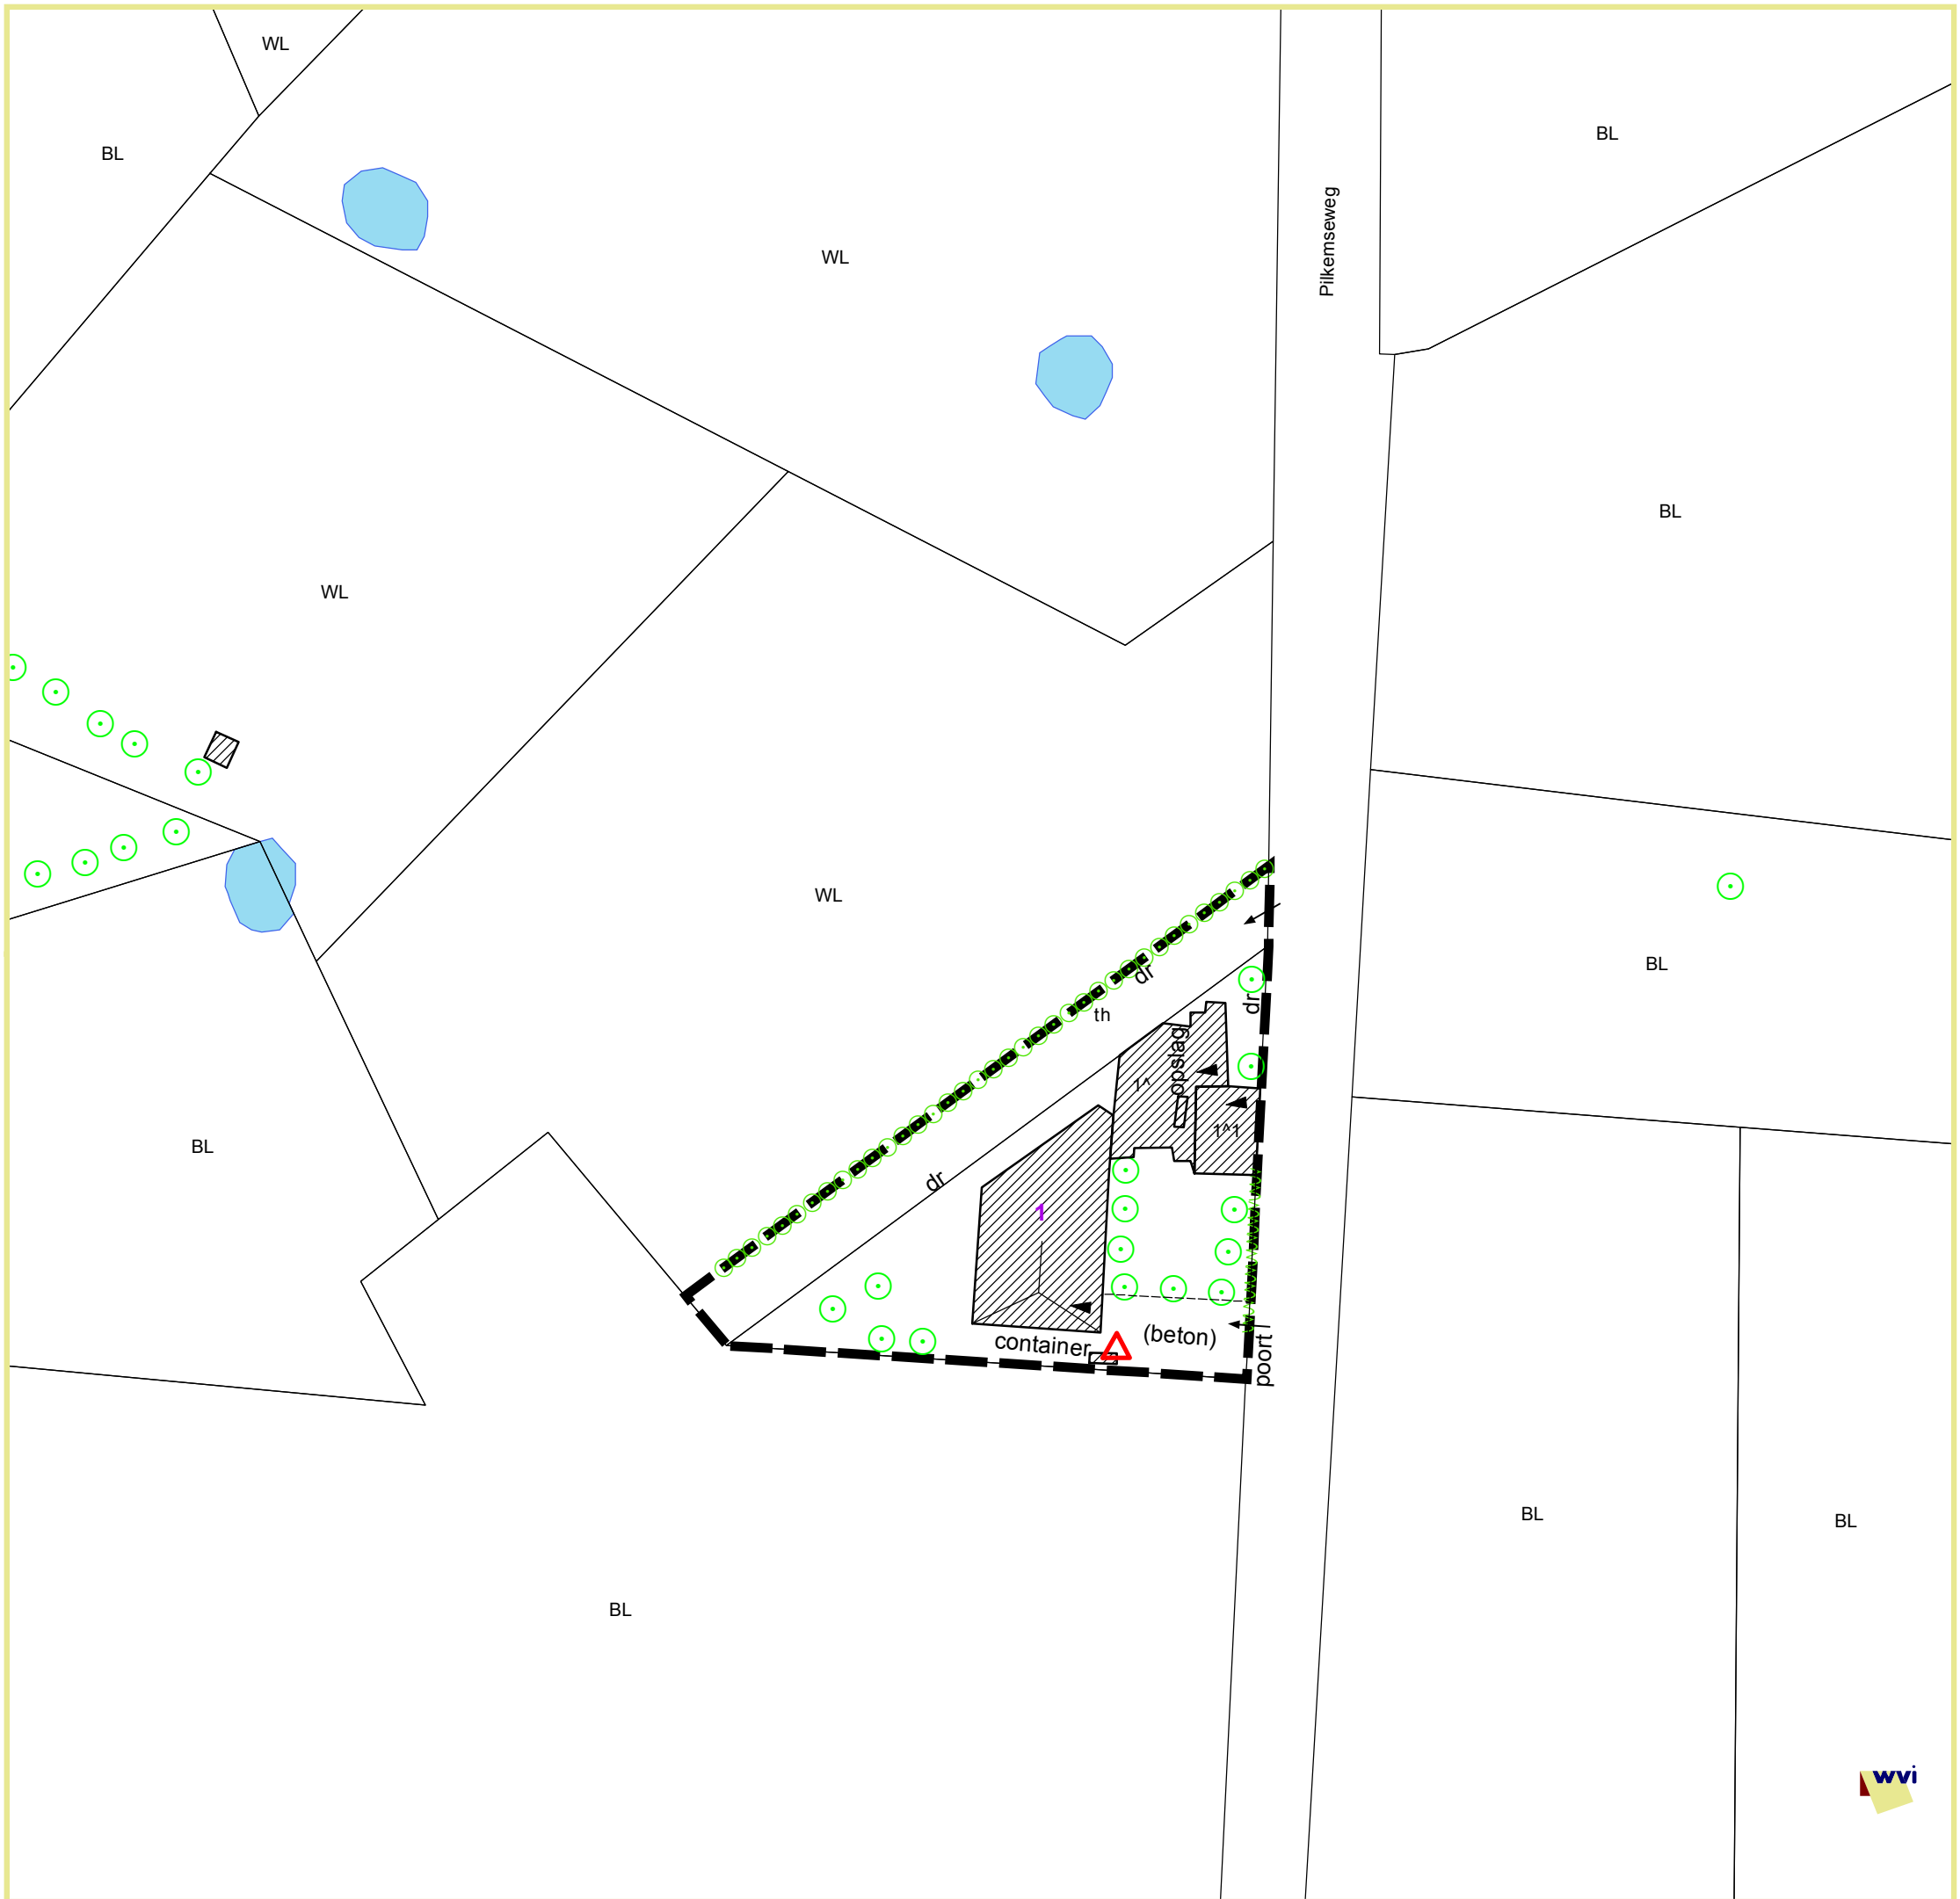 WL
BL
BL
Pilkemseweg
WL
BL
WL
WL
BL
dr
dr
th
opslag
1^
1^1
BL
dr
1
(beton)
container
poort
BL
BL
BL
wvi